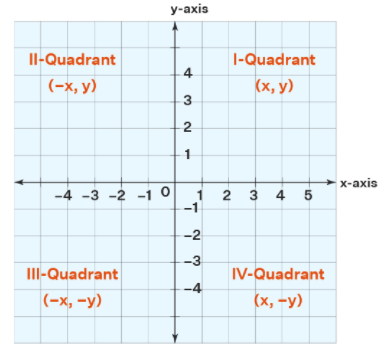 y-axis
II-Quadrant
I-Quadrant
(−x, y)
(x, y)
4
3
2
1
−4 −3 −2 −1 0 1 2 3 4 5
x-axis
−1
−2
−3
−4
III-Quadrant
IV-Quadrant
(−x, −y)
(x, −y)